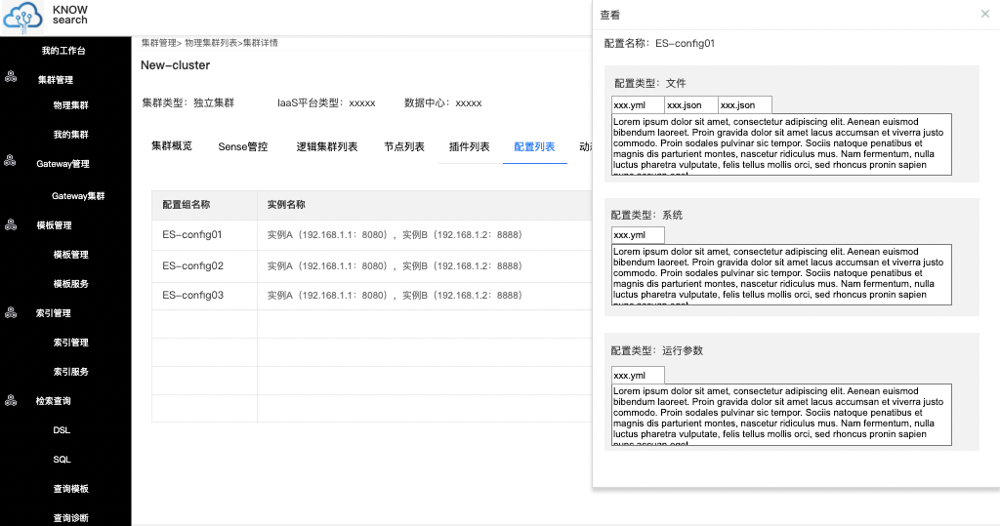 KNOW
search
我的工作台
集群管理
物理集群
我的集群
Gateway管理
Gateway集群
模板管理
模板管理
模板服务
索引管理
索引管理
索引服务
检索查询
DSL
SQL
查询模板
查询诊断
集群管理> 物理集群列表>集群详情
New-cluster
集群类型：独立集群 IaaS平台类型：xxxxx 数据中心：xxxxx
集群概览 Sense管控 逻辑集群列表 节点列表 插件列表 配置列表
配置组名称 实例名称
ES-config01 实例A（192.168.1.1：8080），实例B（192.168.1.2：8888）
ES-config02 实例A（192.168.1.1：8080），实例B（192.168.1.2：8888）
ES-config03 实例A（192.168.1.1：8080），实例B（192.168.1.2：8888）
查看 ×
配置名称：ES-config01
配置类型：文件
xxx.yml xxx.json xxx.json
Lorem ipsum dolor sit amet, consectetur adipiscing elit. Aenean euismod
bibendum laoreet. Proin gravida dolor sit amet lacus accumsan et viverra justo
commodo. Proin sodales pulvinar sic tempor. Sociis natoque penatibus et
magnis dis parturient montes, nascetur ridiculus mus. Nam fermentum, nulla
luctus pharetra vulputate, felis tellus mollis orci, sed rhoncus pronin sapien
配置类型：系统
xxx.yml
Lorem ipsum dolor sit amet, consectetur adipiscing elit. Aenean euismod
bibendum laoreet. Proin gravida dolor sit amet lacus accumsan et viverra justo
commodo. Proin sodales pulvinar sic tempor. Sociis natoque penatibus et
magnis dis parturient montes, nascetur ridiculus mus. Nam fermentum, nulla
luctus pharetra vulputate, felis tellus mollis orci, sed rhoncus pronin sapien
配置类型：运行参数
xxx.yml
Lorem ipsum dolor sit amet, consectetur adipiscing elit. Aenean euismod
bibendum laoreet. Proin gravida dolor sit amet lacus accumsan et viverra justo
commodo. Proin sodales pulvinar sic tempor. Sociis natoque penatibus et
magnis dis parturient montes, nascetur ridiculus mus. Nam fermentum, nulla
luctus pharetra vulputate, felis tellus mollis orci, sed rhoncus pronin sapien